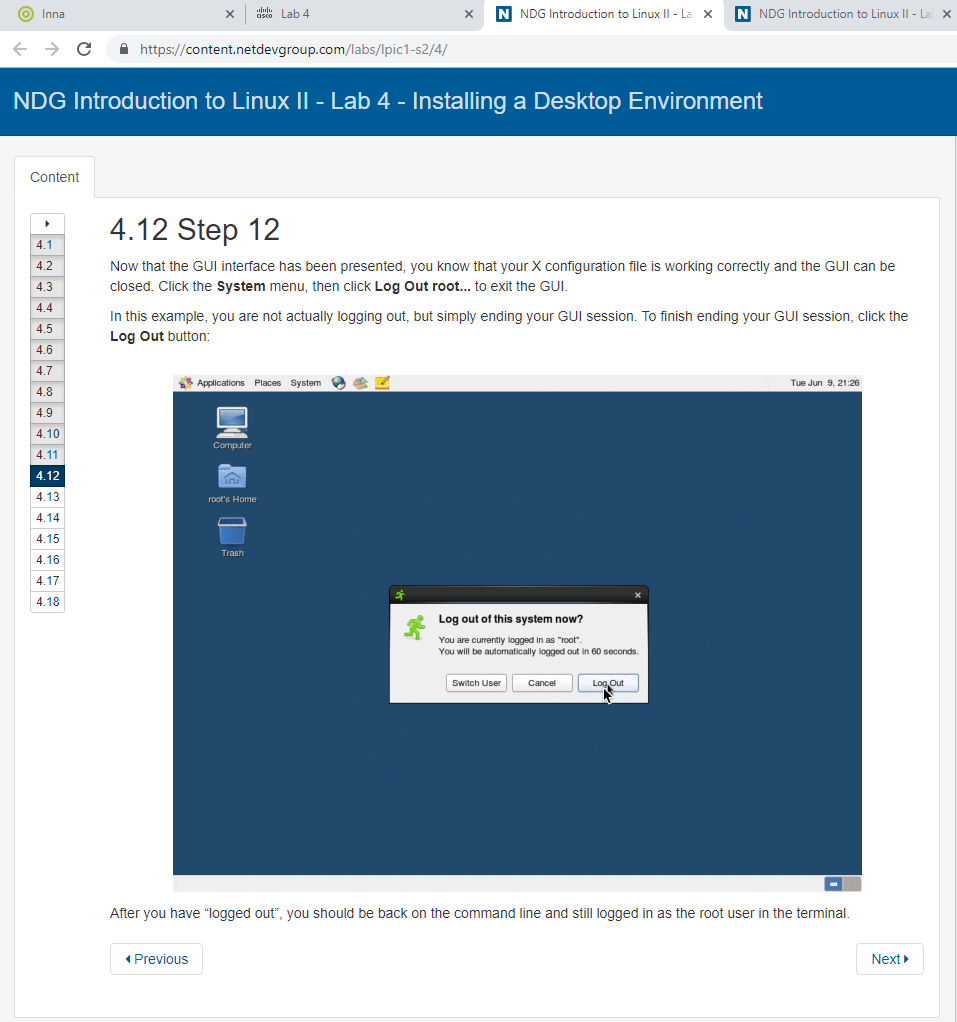 Inna
Lab 4
NDG Introduction to Linux II - La
NDG Introduction to Linux II - Lab
https://content.netdevgroup.com/labs/lpic1-s2/4/
NDG Introduction to Linux II - Lab 4 - Installing a Desktop Environment
Content
4.1
4.2
4.3
4.4
4.5
4.6
4.7
4.8
4.9
4.10
4.11
4.12
4.13
4.14
4.15
4.16
4.17
4.18
4.12 Step 12
Now that the GUI interface has been presented, you know that your X configuration file is working correctly and the GUI can be
closed. Click the System menu, then click Log Out root... to exit the GUI.
In this example, you are not actually logging out, but simply ending your GUI session. To finish ending your GUI session, click the
Log Out button:
Applications Places System
Tue Jun 9, 21:26
Computer
root's Home
Trash
Log out of this system now?
You are currently logged in as "root".
You will be automatically logged out in 60 seconds.
Switch User Cancel Log Out
After you have “logged out”, you should be back on the command line and still logged in as the root user in the terminal.
Previous
Next